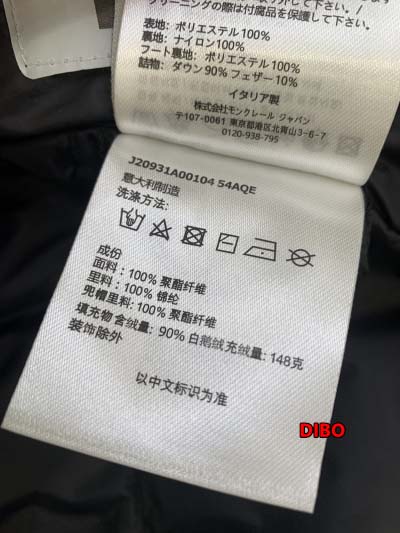 クリーニングの際は付属品を保護して下さい。/
表地: ポリエステル100%
裏地: ナイロン100%
フード裏地: ポリエステル100%
詰物: ダウン90% フェザー10%
イタリア製
株式会社モンクレール ジャパン
〒107-0061 東京都港区北青山3-6-7
0120-938-795
J20931A00104 54AQE
意大利制造
洗涤方法:
成份
面料: 100% 聚酯纤维
里料: 100% 锦纶
兜帽里料: 100% 聚酯纤维
填充物含绒量: 90% 白鹅绒充绒量: 148克
装饰除外
以中文标识为准
DIBO